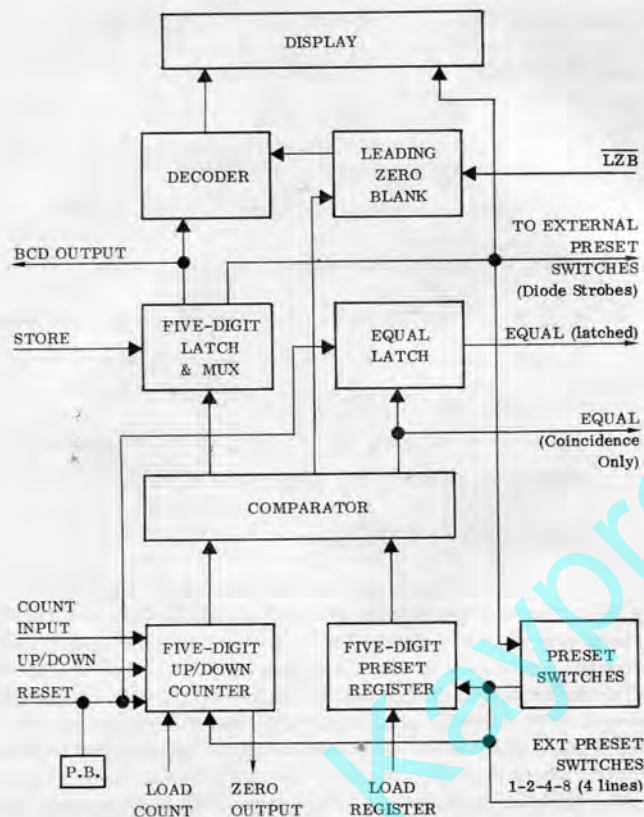 DISPLAY
DECODER
LEADING
ZERO
BLANK
LZB
BCD OUTPUT
TO EXTERNAL
PRESET
SWITCHES
(Diode Strobes)
STORE
FIVE-DIGIT
LATCH
& MUX
EQUAL
LATCH
EQUAL (latched)
EQUAL
(Coincidence
Only)
COMPARATOR
COUNT
INPUT
UP/DOWN
RESET
FIVE-DIGIT
UP/DOWN
COUNTER
FIVE-DIGIT
PRESET
REGISTER
PRESET
SWITCHES
P.B.
LOAD
COUNT
ZERO
OUTPUT
LOAD
REGISTER
EXT PRESET
SWITCHES
1-2-4-8 (4 lines)
Kaypro